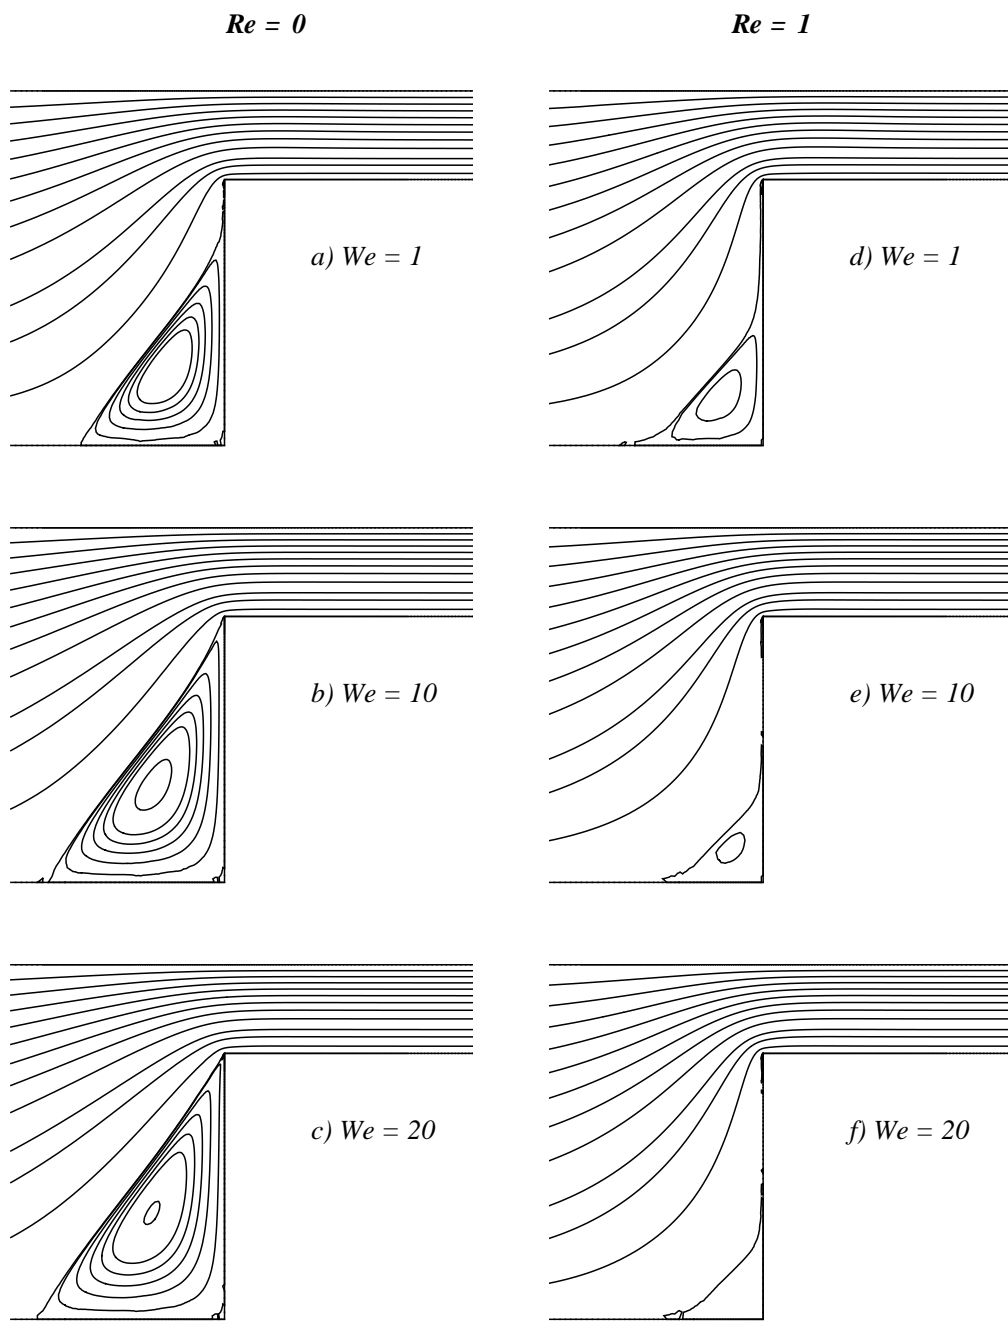 Re = 0
Re = 1
a) We = 1
d) We = 1
b) We = 10
e) We = 10
c) We = 20
f) We = 20